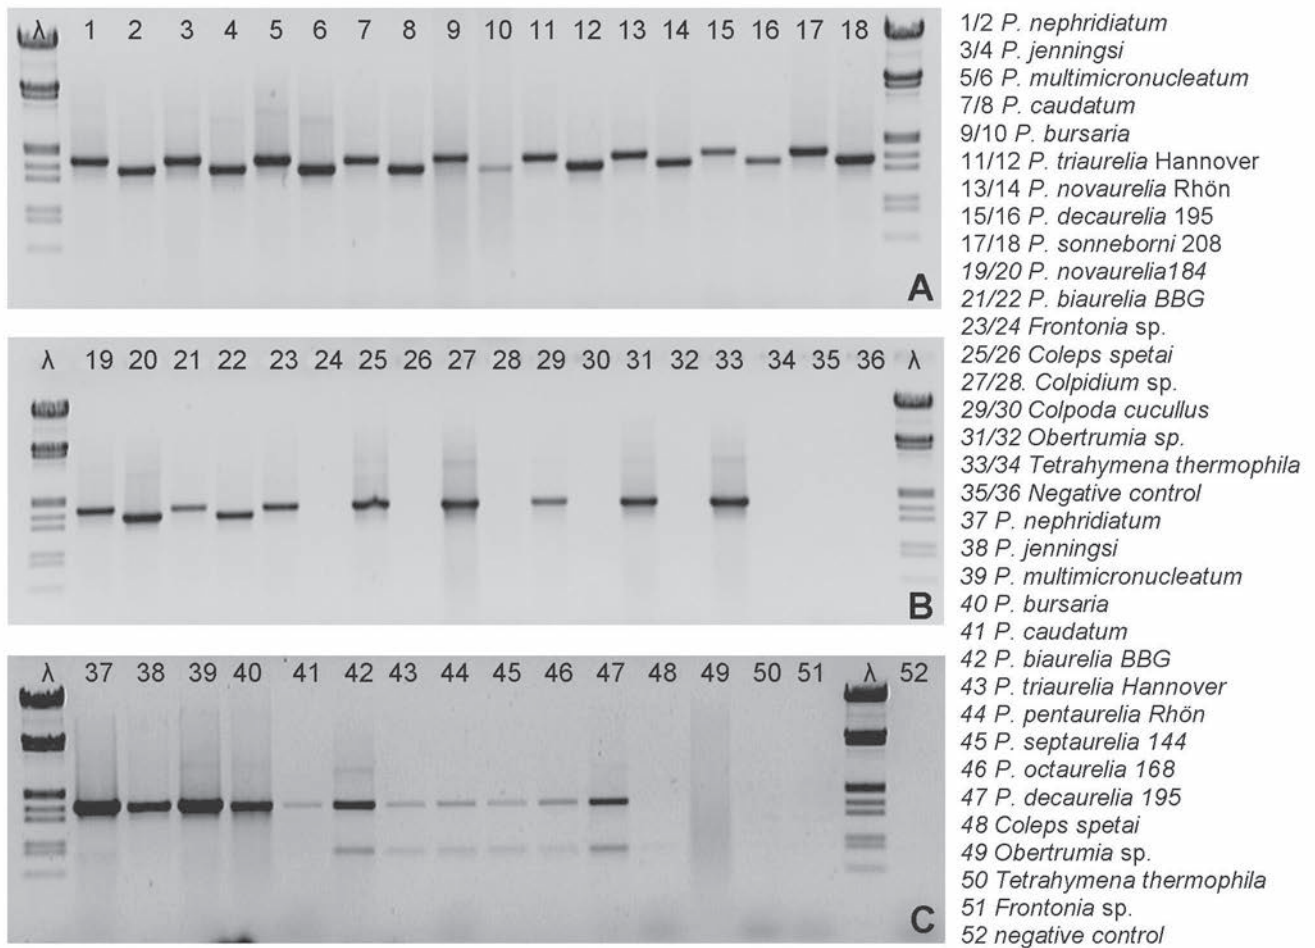 λ 1 2 3 4 5 6 7 8 9 10 11 12 13 14 15 16 17 18
A
λ 19 20 21 22 23 24 25 26 27 28 29 30 31 32 33 34 35 36 λ
B
λ 37 38 39 40 41 42 43 44 45 46 47 48 49 50 51 λ 52
C
1/2 P. nephridiatum
3/4 P. jenningsi
5/6 P. multimicronucleatum
7/8 P. caudatum
9/10 P. bursaria
11/12 P. triaurelia Hannover
13/14 P. novaurelia Rhön
15/16 P. decaurelia 195
17/18 P. sonneborni 208
19/20 P. novaurelia184
21/22 P. biaurelia BBG
23/24 Frontonia sp.
25/26 Coleps spetai
27/28. Colpidium sp.
29/30 Colpoda cucullus
31/32 Obertrumia sp.
33/34 Tetrahymena thermophila
35/36 Negative control
37 P. nephridiatum
38 P. jenningsi
39 P. multimicronucleatum
40 P. bursaria
41 P. caudatum
42 P. biaurelia BBG
43 P. triaurelia Hannover
44 P. pentaurelia Rhön
45 P. septaurelia 144
46 P. octaurelia 168
47 P. decaurelia 195
48 Coleps spetai
49 Obertrumia sp.
50 Tetrahymena thermophila
51 Frontonia sp.
52 negative control